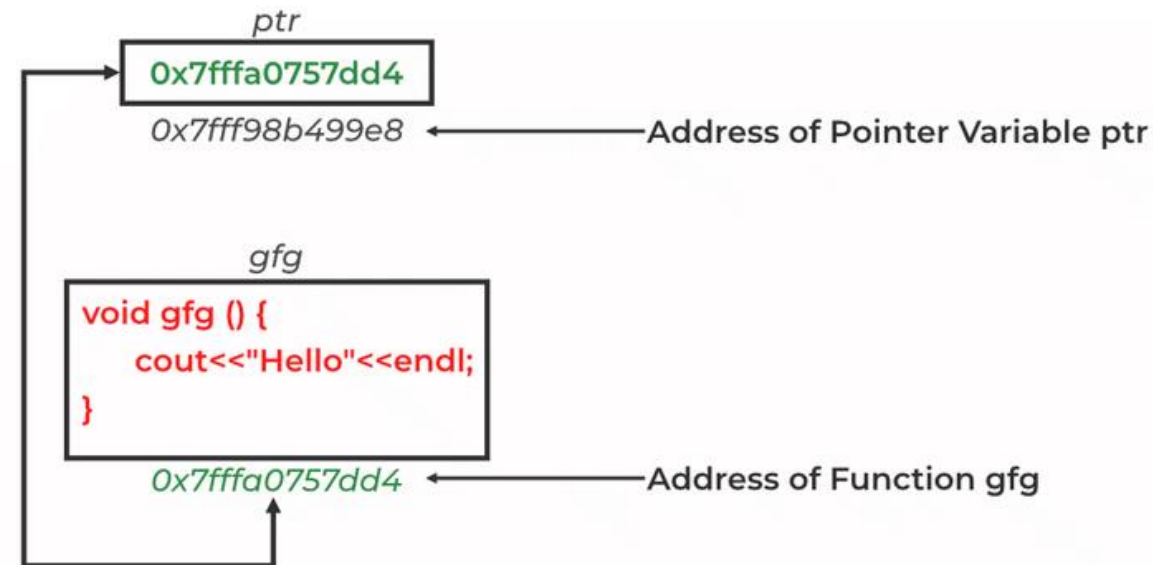 ptr
0x7fffa0757dd4
0x7fff98b499e8 Address of Pointer Variable ptr
gfg
void gfg () {
cout<<"Hello"<<endl;
}
0x7fffa0757dd4 Address of Function gfg